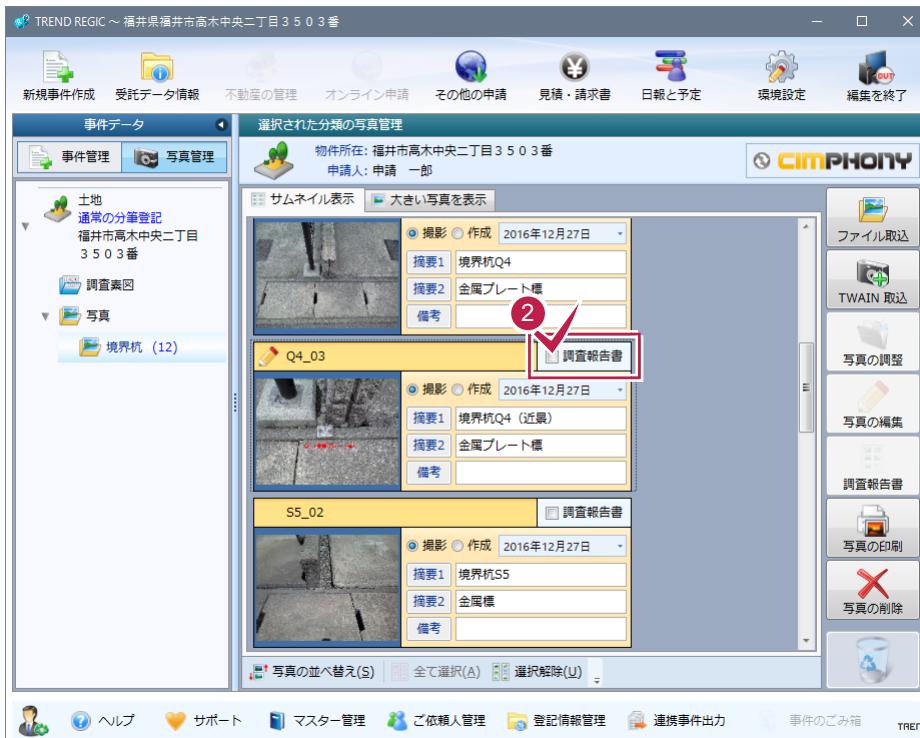 TREND REGIC ～ 福井県福井市高木中央二丁目３５０３番
新規事件作成 受託データ情報 不動産の管理 オンライン申請 その他の申請 見積・請求書 日報と予定 環境設定 編集を終了
OUT
事件データ
選択された分類の写真管理
事件管理 写真管理
物件所在: 福井市高木中央二丁目３５０３番
申請人: 申請　一郎
CIMPHONY
土地
通常の分筆登記
福井市高木中央二丁目
３５０３番
調査素図
写真
境界杭 (12)
サムネイル表示 大きい写真を表示
撮影 作成 2016年12月27日
摘要1 境界杭Q4
摘要2 金属プレート標
備考
2
Q4_03 調査報告書
撮影 作成 2016年12月27日
摘要1 境界杭Q4（近景）
摘要2 金属プレート標
備考
S5_02 調査報告書
撮影 作成 2016年12月27日
摘要1 境界杭S5
摘要2 金属標
備考
ファイル取込
TWAIN 取込
写真の調整
写真の編集
調査報告書
写真の印刷
写真の削除
写真の並べ替え(S) 全て選択(A) 選択解除(U)
ヘルプ サポート マスター管理 ご依頼人管理 登記情報管理 連携事件出力 事件のごみ箱